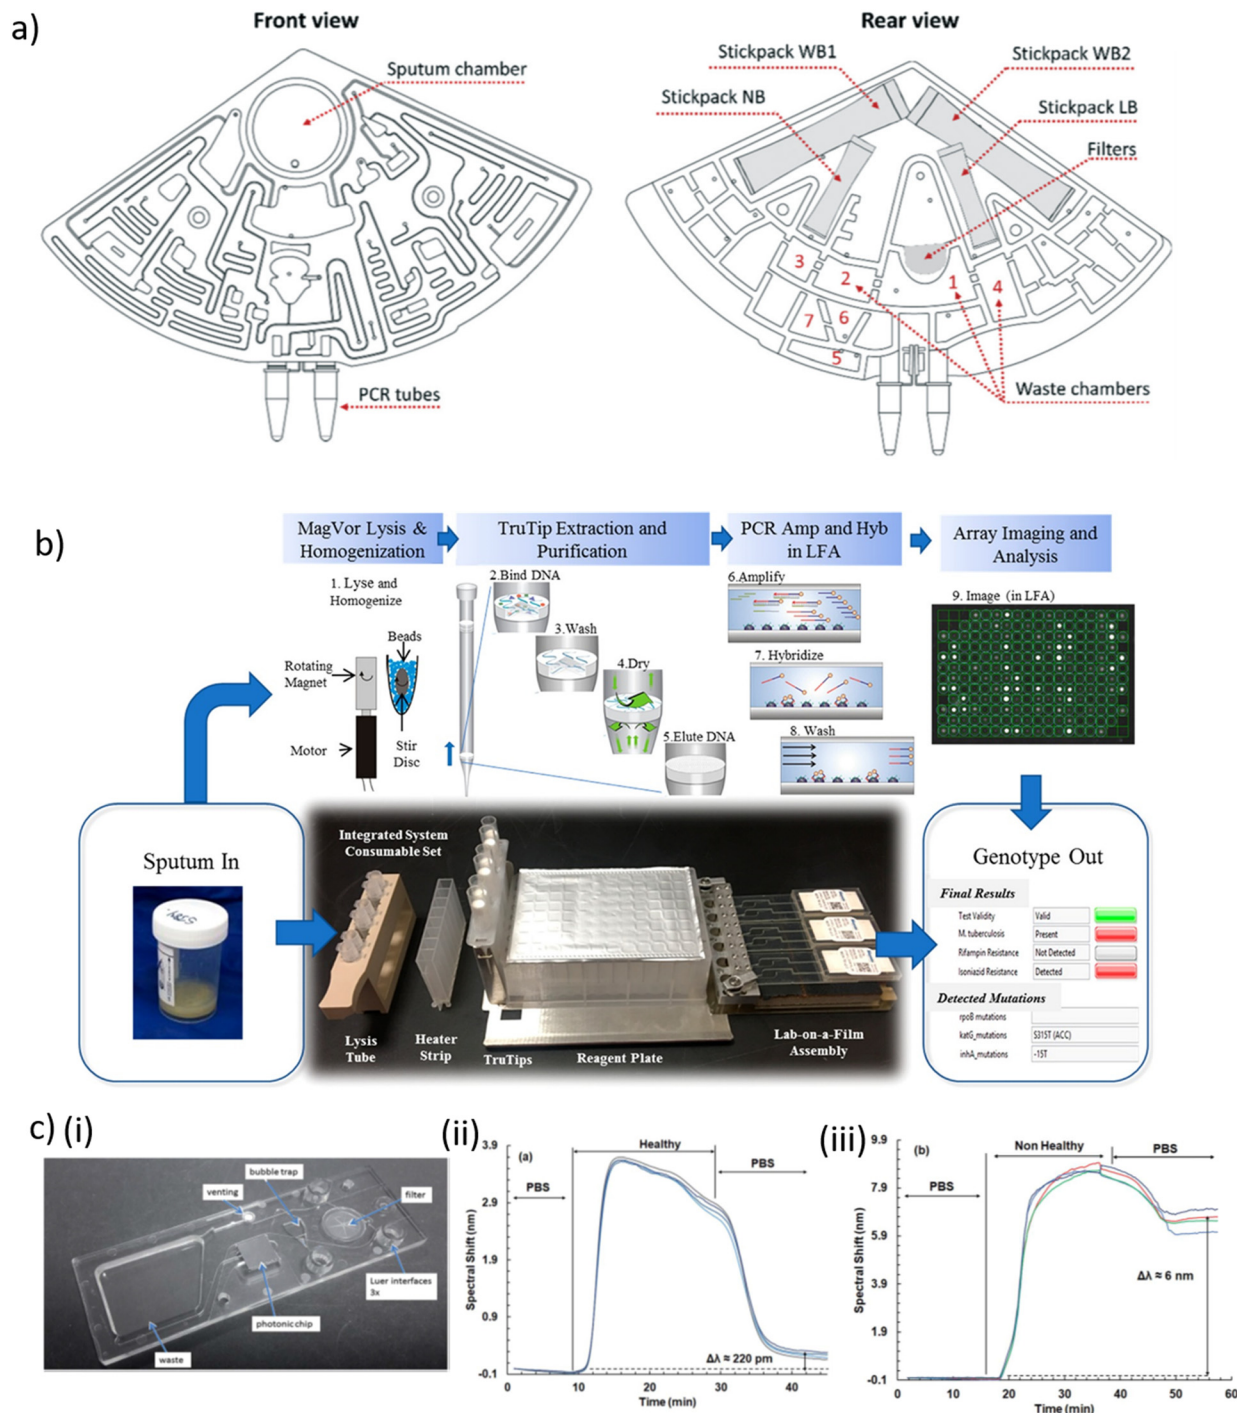 a)
Front view
Sputum chamber
PCR tubes
Rear view
Stickpack WB1
Stickpack WB2
Stickpack NB
Stickpack LB
Filters
3
2
1
4
7
6
5
Waste chambers
b)
MagVor Lysis &
Homogenization
TruTip Extraction and
Purification
PCR Amp and Hyb
in LFA
Array Imaging and
Analysis
1. Lyse and
Homogenize
Beads
Rotating
Magnet
Motor
Stir
Disc
2.Bind DNA
3.Wash
4.Dry
5.Elute DNA
6.Amplify
7. Hybridize
8. Wash
9. Image (in LFA)
Sputum In
Integrated System
Consumable Set
Lysis
Tube
Heater
Strip
TruTips
Reagent Plate
Lab-on-a-Film
Assembly
Genotype Out
Final Results
Test Validity
Valid
M. tuberculosis
Present
Rifampin Resistance
Not Detected
Isoniazid Resistance
Detected
Detected Mutations
rpoB mutations
katG_mutations
S315T (ACC)
inhA_mutations
-15T
c) (i)
bubble trap
venting
filter
Luer interfaces
3x
photonic chip
waste
(ii)
(a)
Healthy
PBS
PBS
Spectral Shift (nm)
3.9
2.9
1.9
0.9
-0.1
Δλ ≈ 220 pm
0
10
20
30
40
Time (min)
(iii)
(b)
Non Healthy
PBS
PBS
Spectral Shift (nm)
9.9
7.9
5.9
3.9
1.9
-0.1
Δλ ≈ 6 nm
0
10
20
30
40
50
60
Time (min)